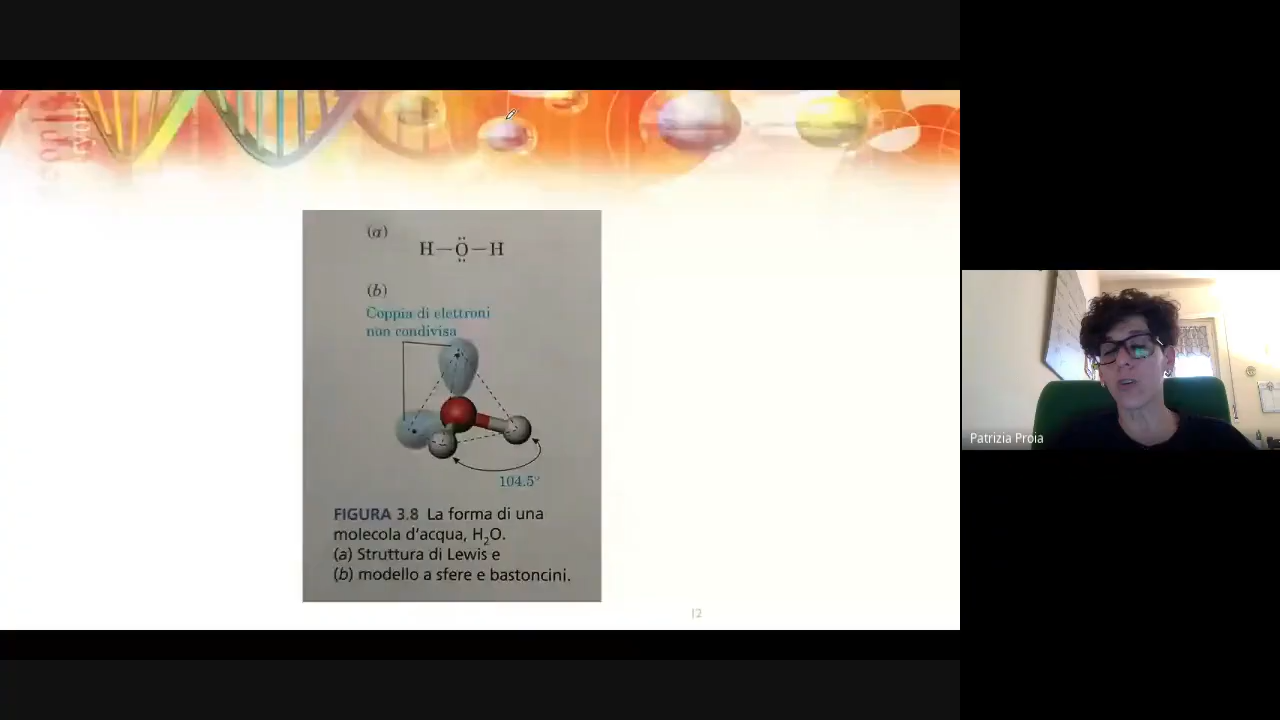 (a)
H—Ö—H
(b)
Coppia di elettroni
non condivisa
104.5°
FIGURA 3.8 La forma di una
molecola d'acqua, H₂O.
(a) Struttura di Lewis e
(b) modello a sfere e bastoncini.
12
Patrizia Proia